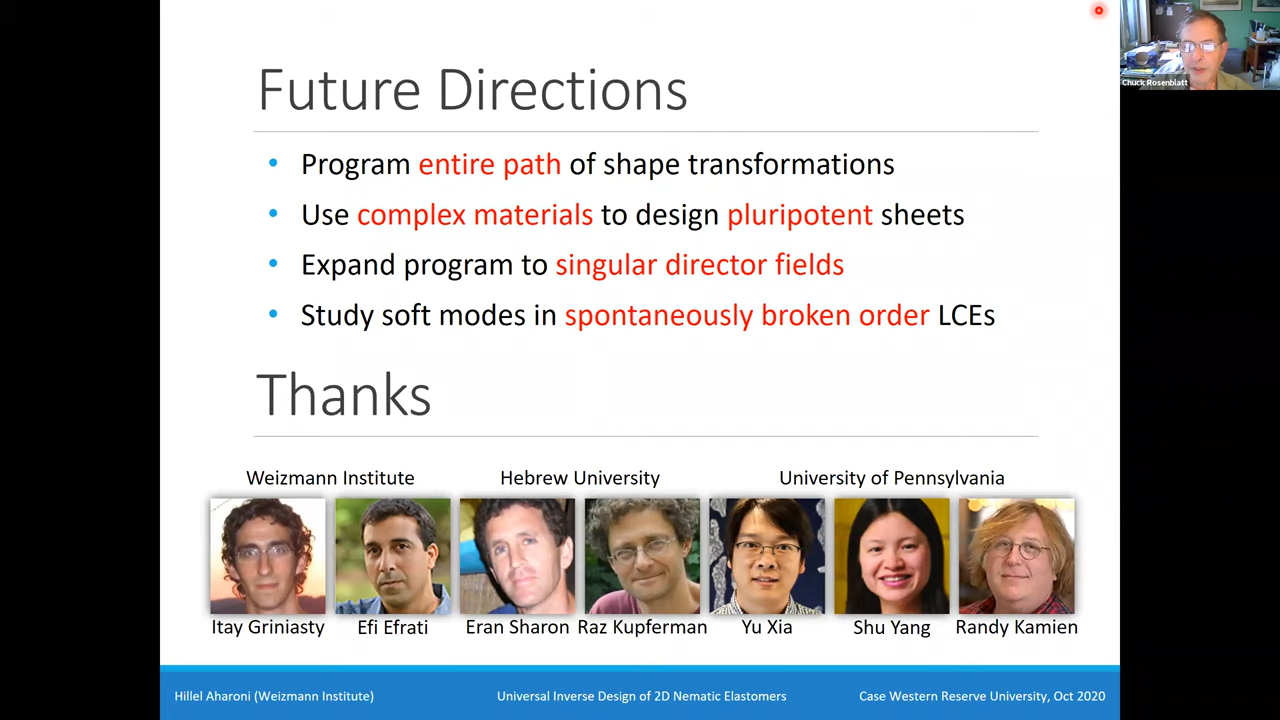 Chuck Rosenblatt
Future Directions
• Program entire path of shape transformations
• Use complex materials to design pluripotent sheets
• Expand program to singular director fields
• Study soft modes in spontaneously broken order LCEs
Thanks
Weizmann Institute
Hebrew University
University of Pennsylvania
Itay Griniasty
Efi Efrati
Eran Sharon
Raz Kupferman
Yu Xia
Shu Yang
Randy Kamien
Hillel Aharoni (Weizmann Institute)
Universal Inverse Design of 2D Nematic Elastomers
Case Western Reserve University, Oct 2020